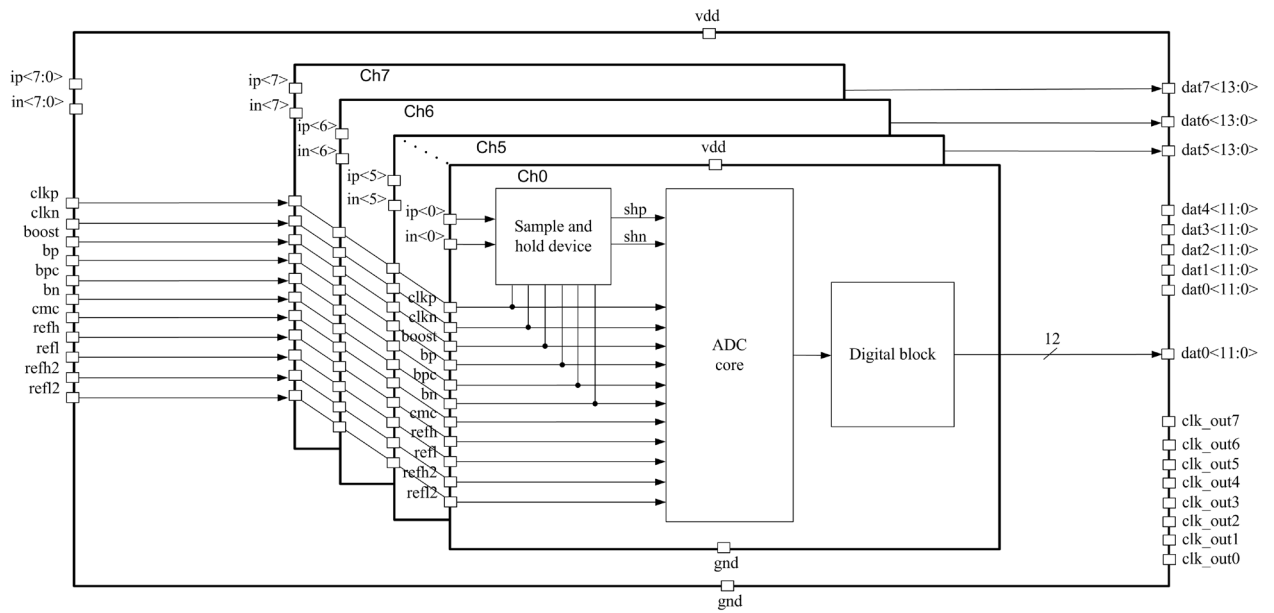 vdd
ip<7:0>
in<7:0>
ip<7>
in<7>
Ch7
dat7<13:0>
ip<6>
in<6>
Ch6
dat6<13:0>
ip<5>
in<5>
Ch5
dat5<13:0>
vdd
Ch0
ip<0>
in<0>
Sample and
hold device
shp
shn
clkp
clkn
boost
bp
bpc
bn
cmc
refh
refl
refh2
refl2
clkp
clkn
boost
bp
bpc
bn
cmc
refh
refl
refh2
refl2
ADC
core
Digital block
12
dat4<11:0>
dat3<11:0>
dat2<11:0>
dat1<11:0>
dat0<11:0>
dat0<11:0>
clk_out7
clk_out6
clk_out5
clk_out4
clk_out3
clk_out2
clk_out1
clk_out0
gnd
gnd